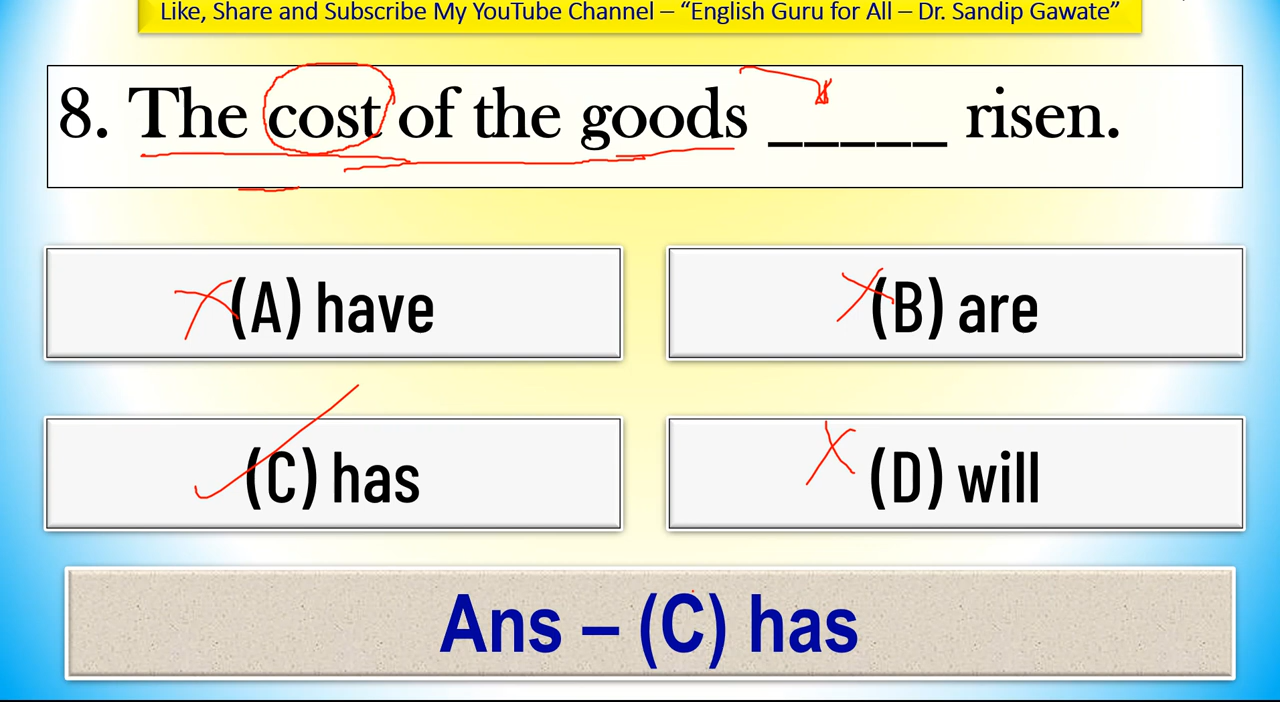 Like, Share and Subscribe My YouTube Channel – “English Guru for All – Dr. Sandip Gawate”
8. The cost of the goods _____ risen.
(A) have
(B) are
(C) has
(D) will
Ans – (C) has